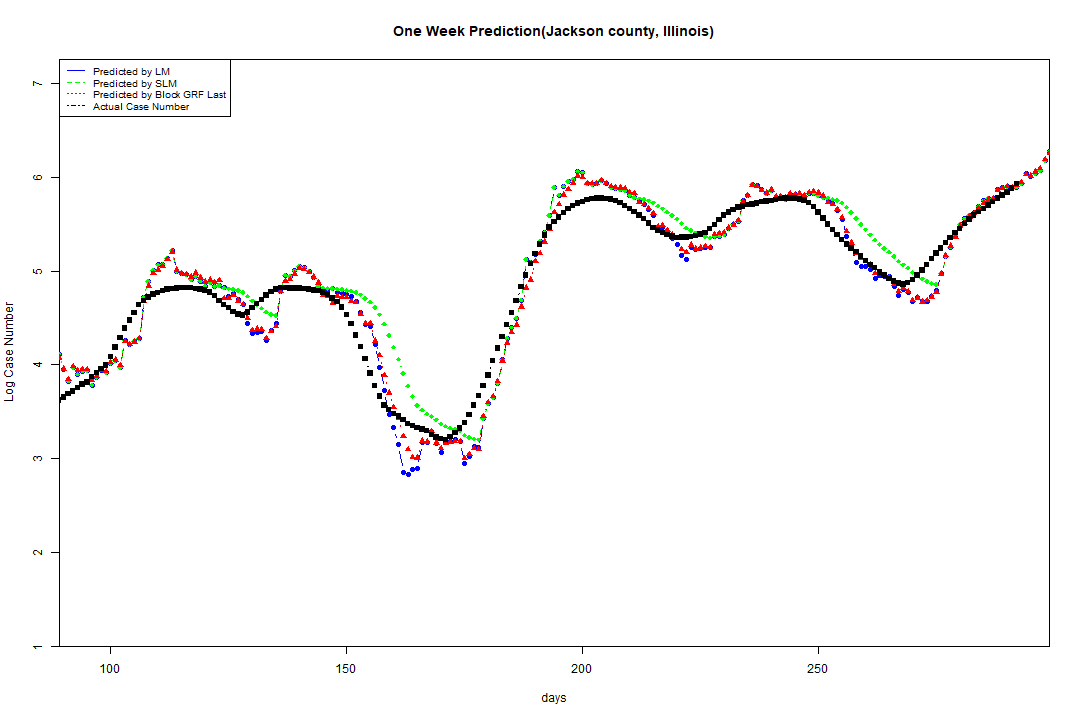 One Week Prediction(Jackson county, Illinois)
Predicted by LM
Predicted by SLM
Predicted by Block GRF Last
Actual Case Number
7
6
5
4
3
2
1
Log Case Number
100 150 200 250
days